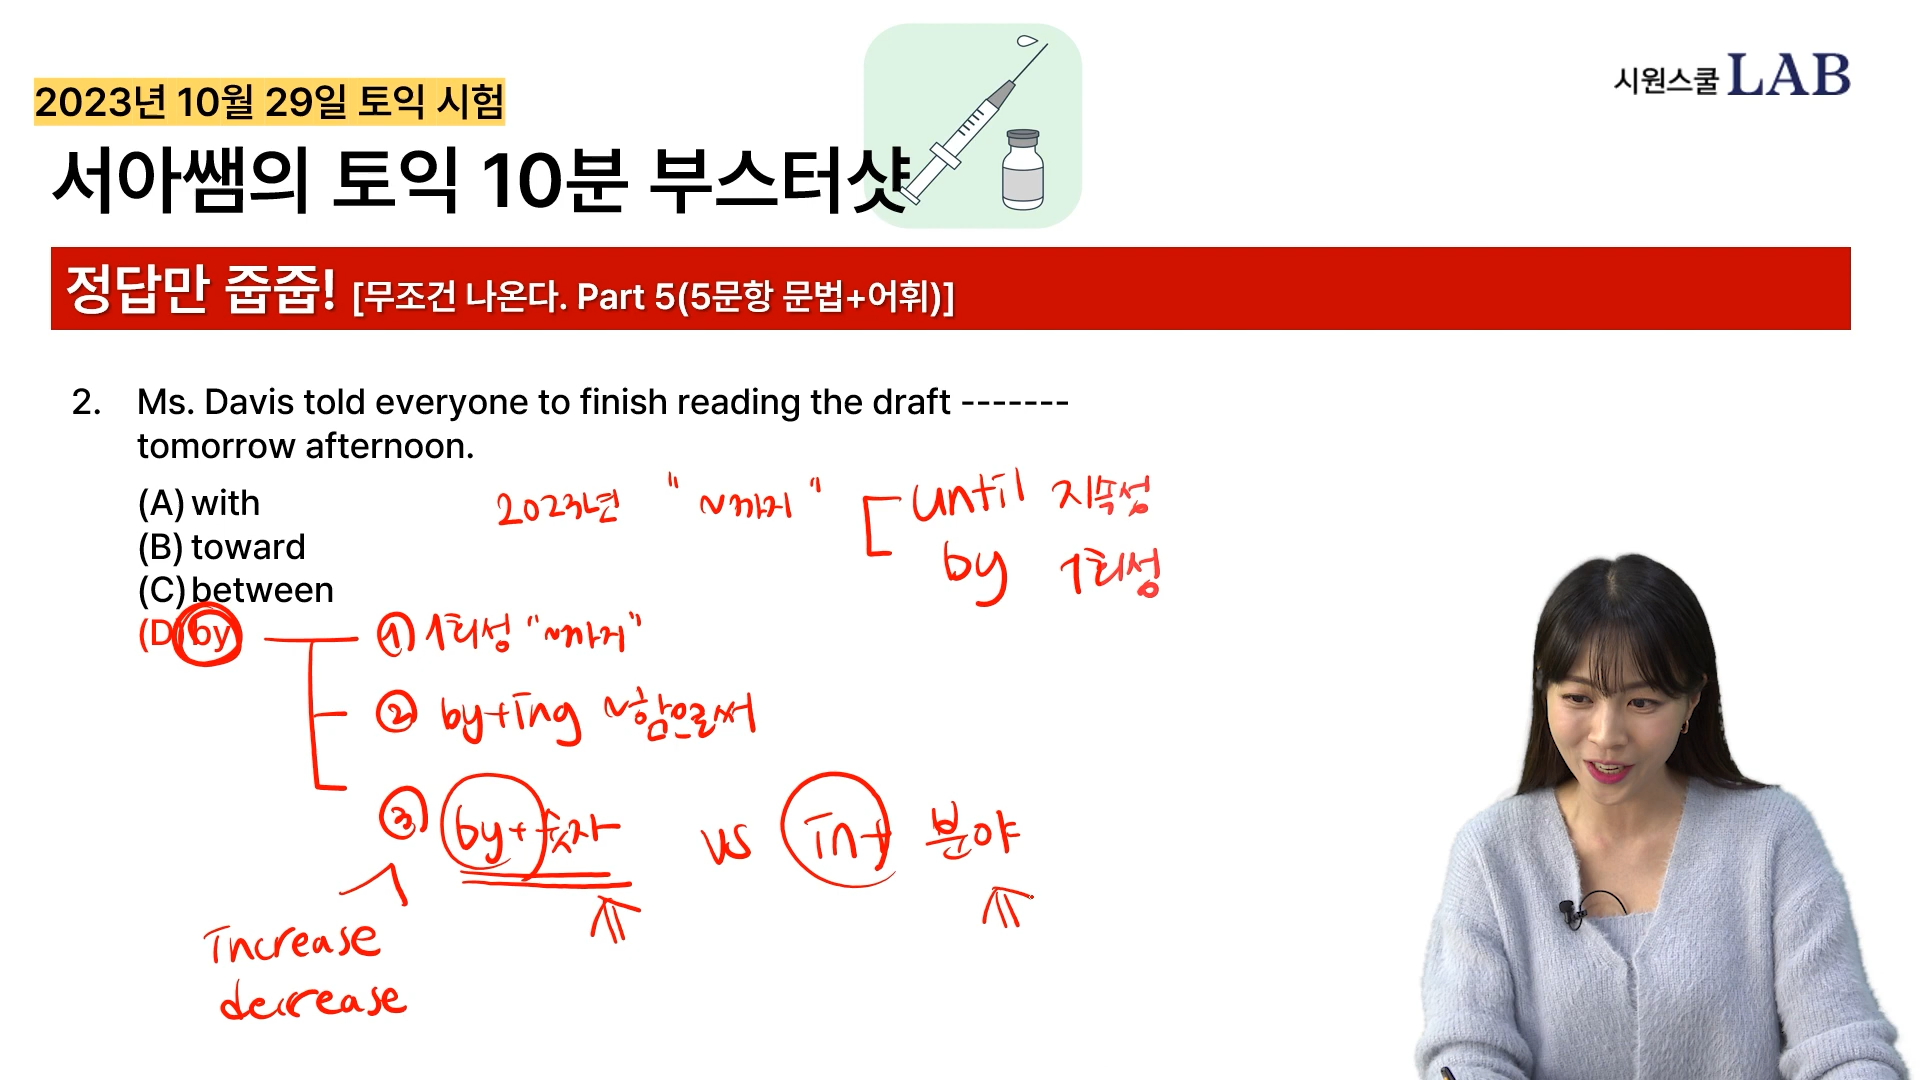 시원스쿨 LAB
2023년 10월 29일 토익 시험
서아쌤의 토익 10분 부스터샷
정답만 줍줍! [무조건 나온다. Part 5(5문항 문법+어휘)]
2. Ms. Davis told everyone to finish reading the draft -------
tomorrow afternoon.
(A) with
(B) toward
(C) between
(D) by
2023년 "~까지" until 지속성
by 1회성
① 1회성 "~까지"
② by+ing ~함으로써
③ by+숫자 vs in+ 분야
increase
decrease